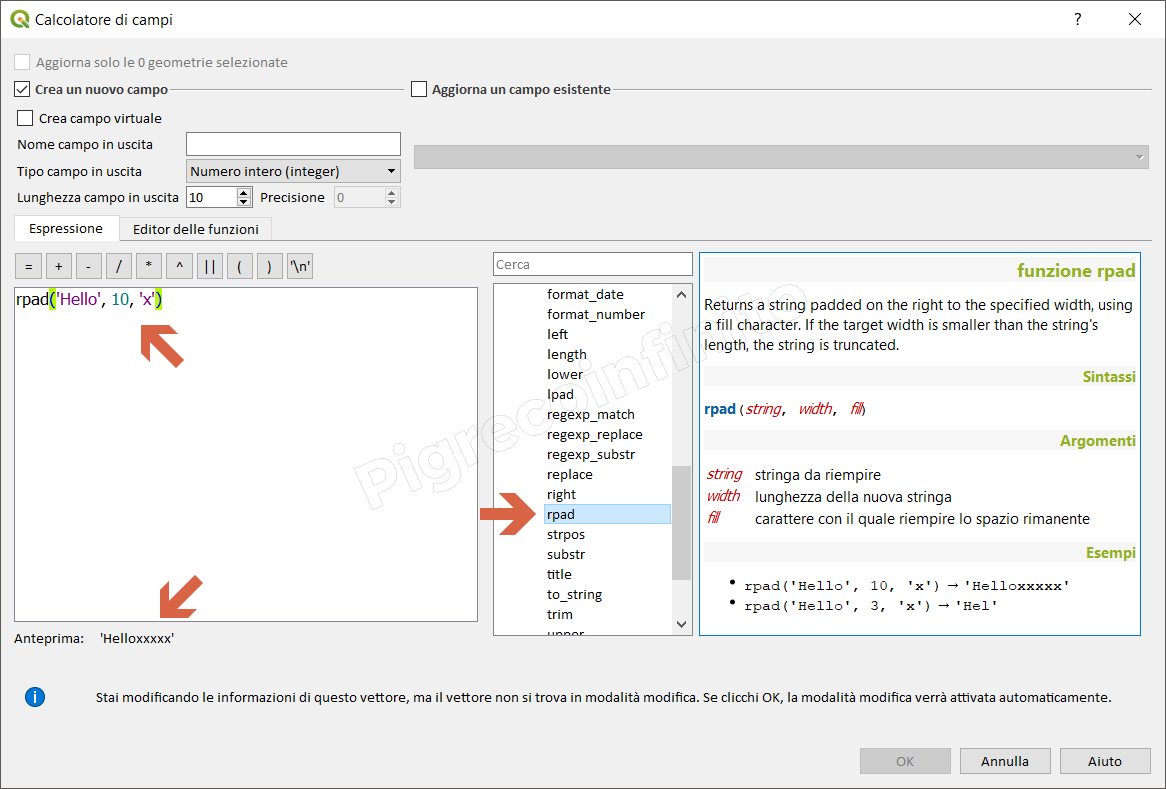 Calcolatore di campi
?
Aggiorna solo le 0 geometrie selezionate
Crea un nuovo campo
Aggiorna un campo esistente
Crea campo virtuale
Nome campo in uscita
Tipo campo in uscita Numero intero (integer)
Lunghezza campo in uscita 10 Precisione 0
Espressione Editor delle funzioni
= + - / * ^ || ( ) '\n'
rpad('Hello', 10, 'x')
Anteprima: 'Helloxxxxx'
Cerca
format_date
format_number
left
length
lower
lpad
regexp_match
regexp_replace
regexp_substr
replace
right
rpad
strpos
substr
title
to_string
trim
upper
funzione rpad
Returns a string padded on the right to the specified width, using
a fill character. If the target width is smaller than the string's
length, the string is truncated.
Sintassi
rpad(string, width, fill)
Argomenti
string stringa da riempire
width lunghezza della nuova stringa
fill carattere con il quale riempire lo spazio rimanente
Esempi
• rpad('Hello', 10, 'x') → 'Helloxxxxx'
• rpad('Hello', 3, 'x') → 'Hel'
Pigrecoinfinito
i
Stai modificando le informazioni di questo vettore, ma il vettore non si trova in modalità modifica. Se clicchi OK, la modalità modifica verrà attivata automaticamente.
OK Annulla Aiuto